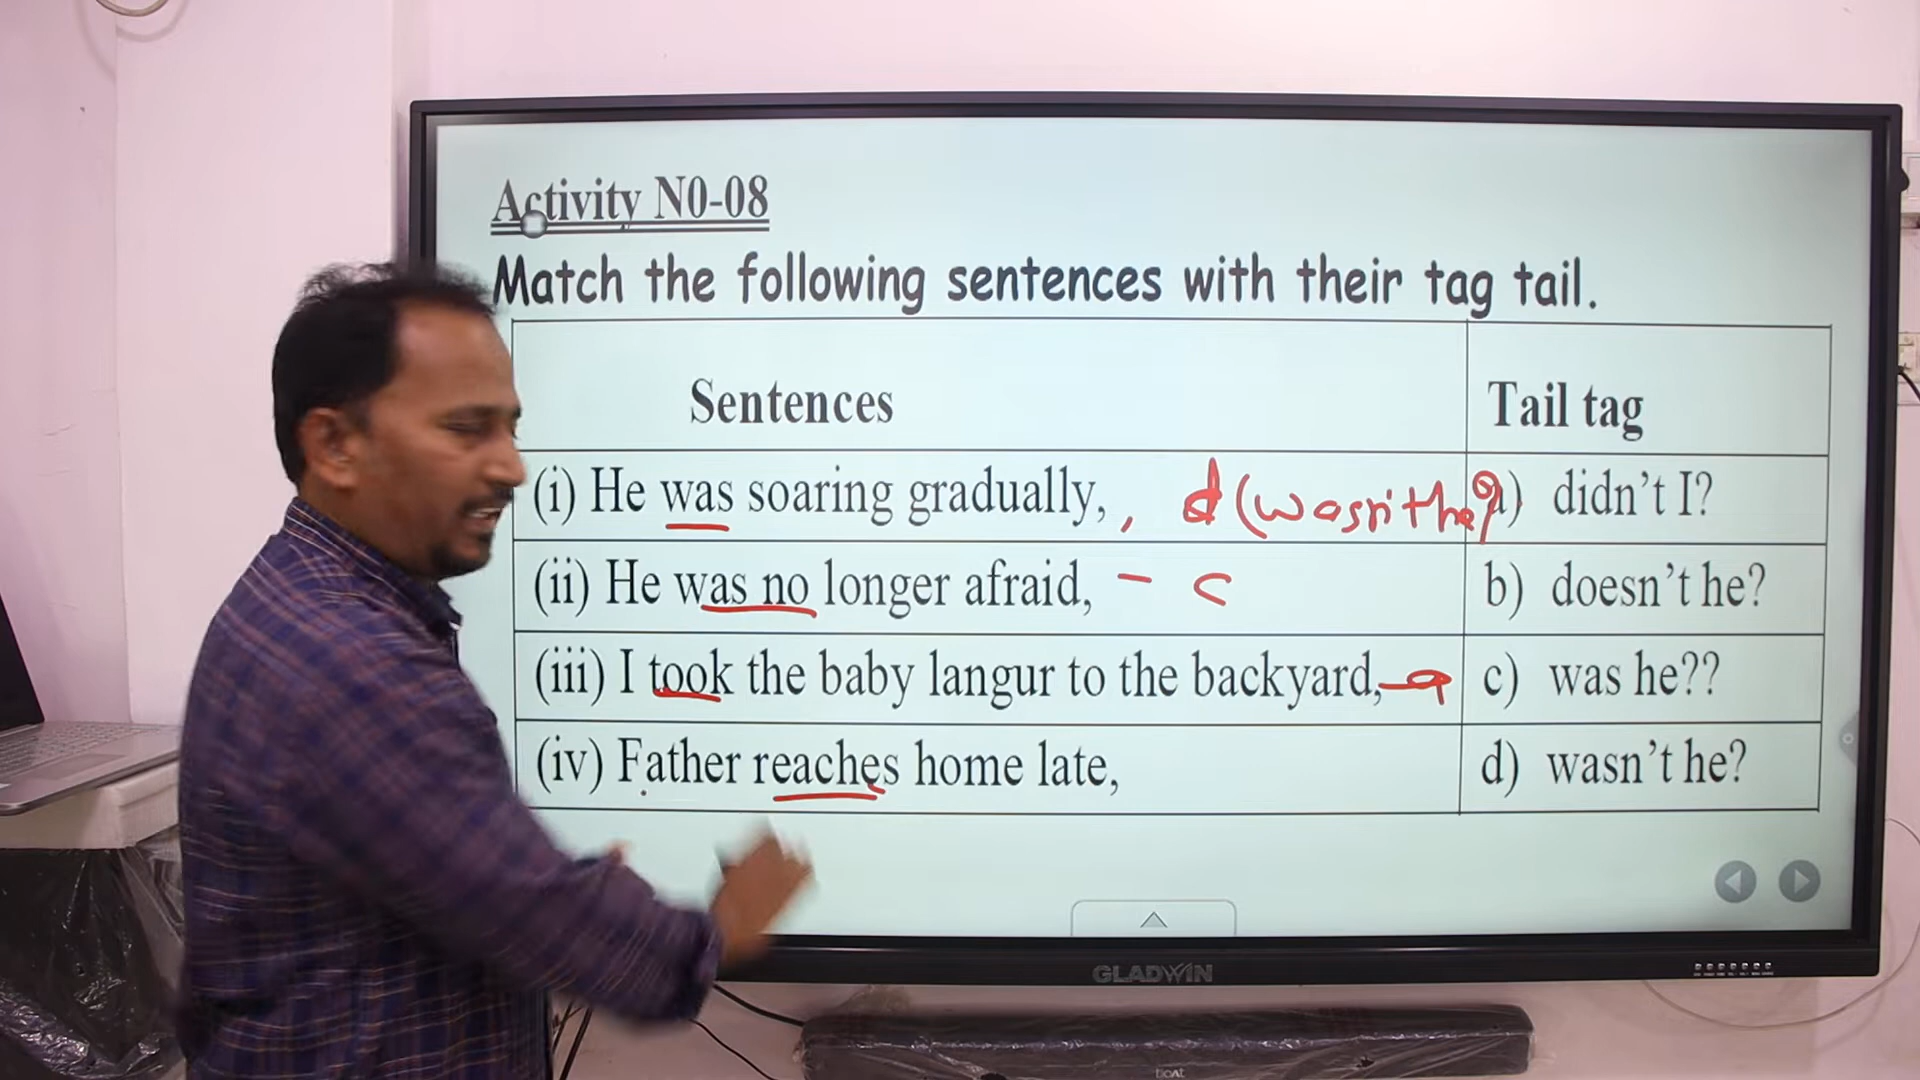 Activity N0-08
Match the following sentences with their tag tail.
Sentences Tail tag
(i) He was soaring gradually, , d (wasn't he? a) didn't I?
(ii) He was no longer afraid, - c b) doesn't he?
(iii) I took the baby langur to the backyard, - a c) was he??
(iv) Father reaches home late, d) wasn't he?
GLADWIN
boAt